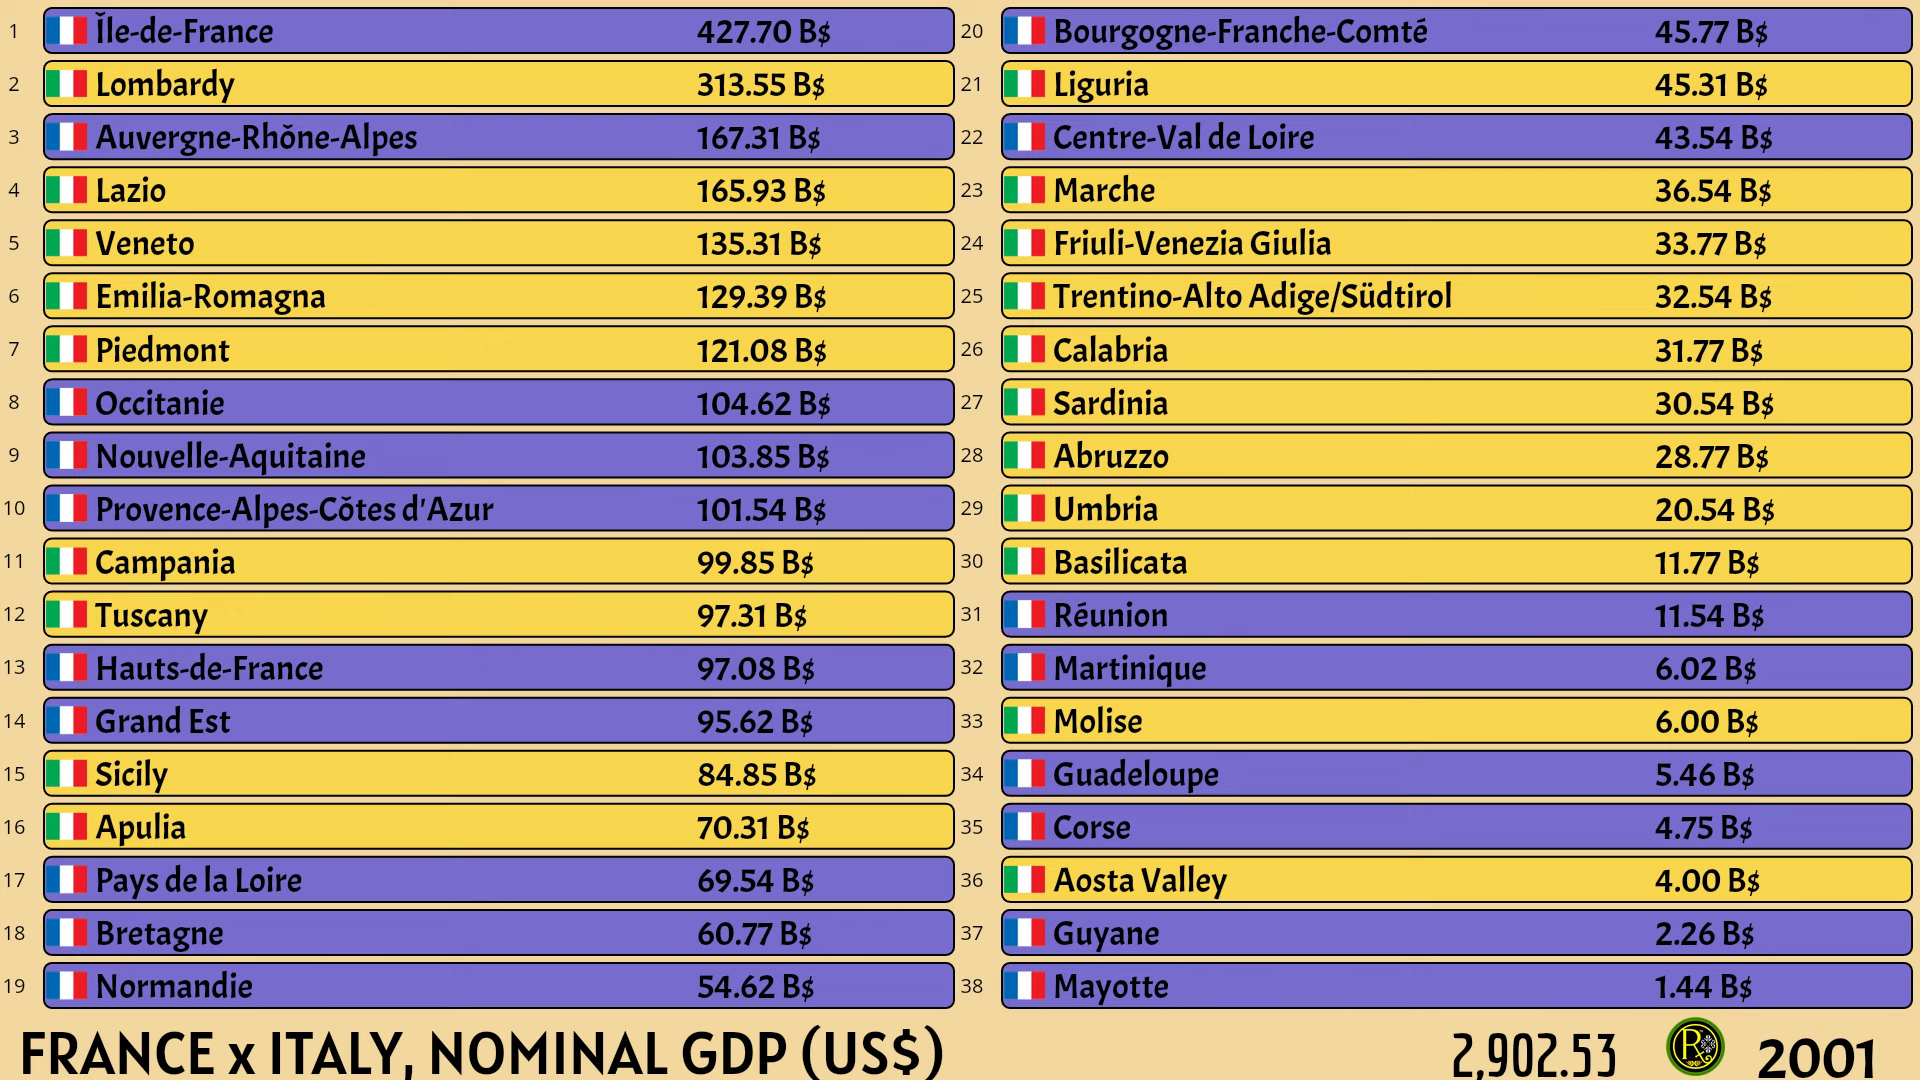 1 Île-de-France 427.70 B$
2 Lombardy 313.55 B$
3 Auvergne-Rhône-Alpes 167.31 B$
4 Lazio 165.93 B$
5 Veneto 135.31 B$
6 Emilia-Romagna 129.39 B$
7 Piedmont 121.08 B$
8 Occitanie 104.62 B$
9 Nouvelle-Aquitaine 103.85 B$
10 Provence-Alpes-Côtes d'Azur 101.54 B$
11 Campania 99.85 B$
12 Tuscany 97.31 B$
13 Hauts-de-France 97.08 B$
14 Grand Est 95.62 B$
15 Sicily 84.85 B$
16 Apulia 70.31 B$
17 Pays de la Loire 69.54 B$
18 Bretagne 60.77 B$
19 Normandie 54.62 B$
20 Bourgogne-Franche-Comté 45.77 B$
21 Liguria 45.31 B$
22 Centre-Val de Loire 43.54 B$
23 Marche 36.54 B$
24 Friuli-Venezia Giulia 33.77 B$
25 Trentino-Alto Adige/Südtirol 32.54 B$
26 Calabria 31.77 B$
27 Sardinia 30.54 B$
28 Abruzzo 28.77 B$
29 Umbria 20.54 B$
30 Basilicata 11.77 B$
31 Réunion 11.54 B$
32 Martinique 6.02 B$
33 Molise 6.00 B$
34 Guadeloupe 5.46 B$
35 Corse 4.75 B$
36 Aosta Valley 4.00 B$
37 Guyane 2.26 B$
38 Mayotte 1.44 B$
FRANCE x ITALY, NOMINAL GDP (US$) 2,902.53 Rx 2001